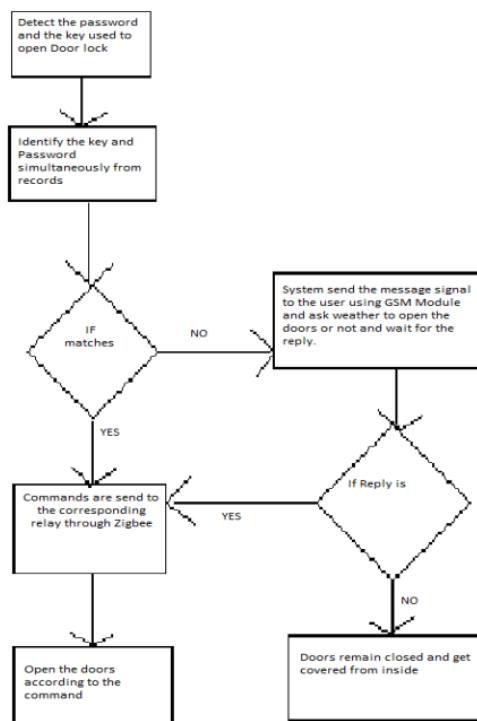 Detect the password
and the key used to
open Door lock
Identify the key and
Password
simultaneously from
records
IF
matches
NO
System send the message signal
to the user using GSM Module
and ask weather to open the
doors or not and wait for the
reply.
YES
If Reply is
Commands are send to
the corresponding
relay through Zigbee
YES
NO
Open the doors
according to the
command
Doors remain closed and get
covered from inside